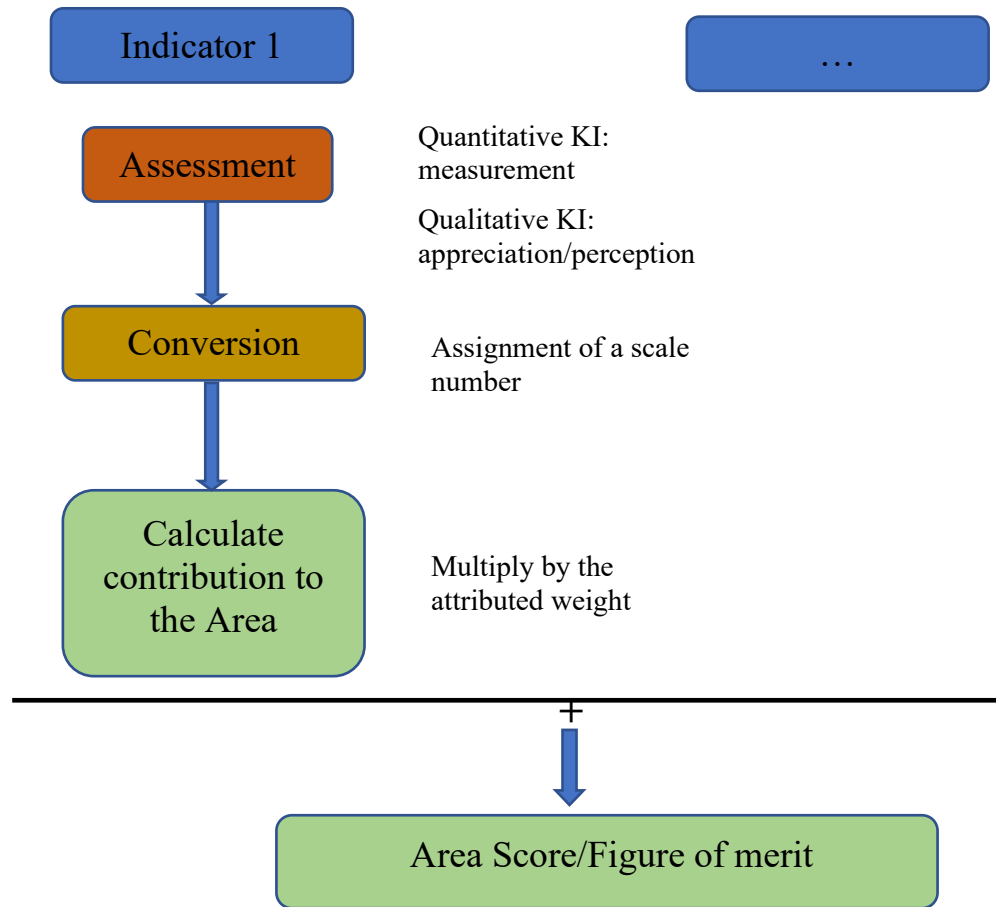 Indicator 1
…
Assessment
Quantitative KI:
measurement
Qualitative KI:
appreciation/perception
Conversion
Assignment of a scale
number
Calculate
contribution to
the Area
Multiply by the
attributed weight
+
Area Score/Figure of merit